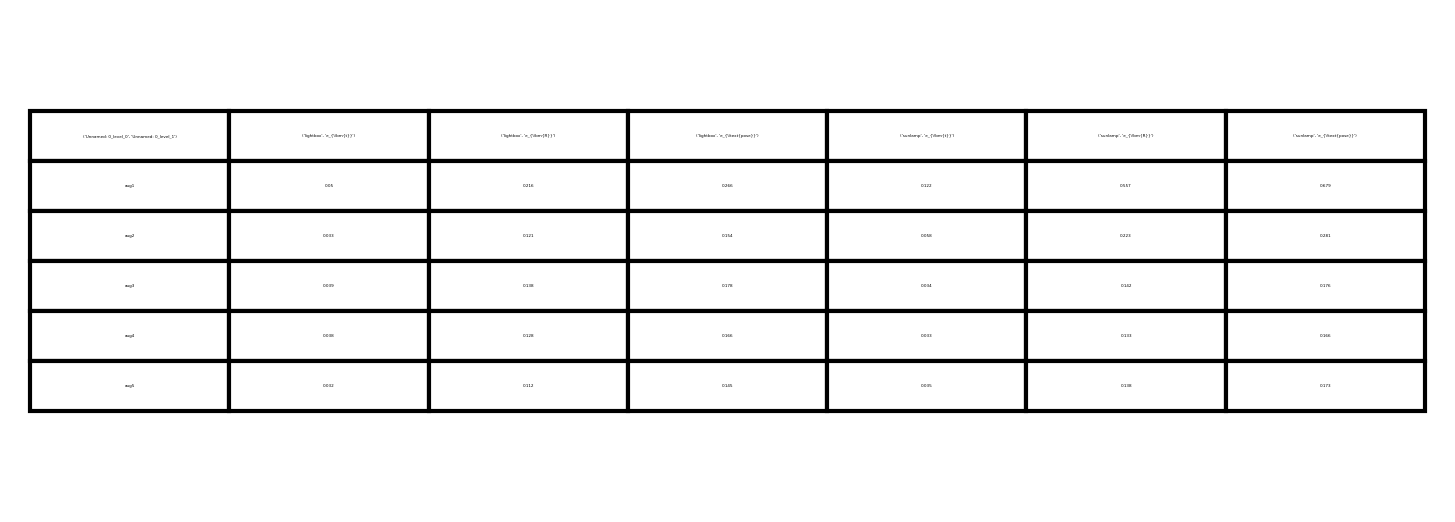 ('Unnamed: 0_level_0', 'Unnamed: 0_level_1') ('lightbox', 'e_{\\bm{t}}') ('lightbox', 'e_{\\bm{R}}') ('lightbox', 'e_{\\text{pose}}') ('sunlamp', 'e_{\\bm{t}}') ('sunlamp', 'e_{\\bm{R}}') ('sunlamp', 'e_{\\text{pose}}')
aug1 0.05 0.216 0.266 0.122 0.557 0.679
aug2 0.033 0.121 0.154 0.058 0.223 0.281
aug3 0.039 0.138 0.178 0.034 0.142 0.176
aug4 0.038 0.128 0.166 0.033 0.133 0.166
aug5 0.032 0.112 0.145 0.035 0.138 0.173